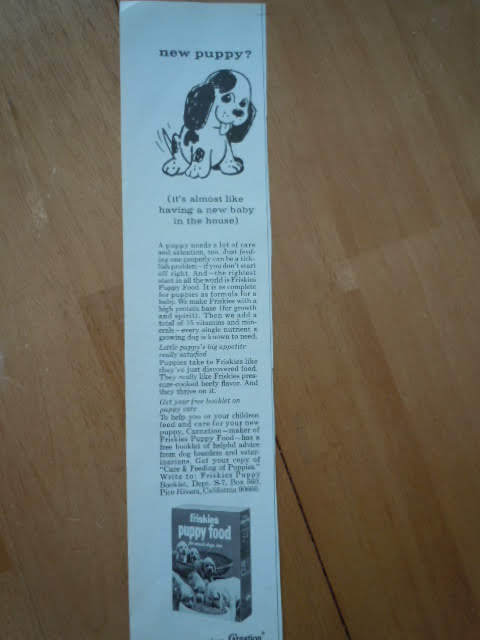 new puppy?
(it's almost like
having a new baby
in the house)
A puppy needs a lot of care
and attention, too. Just feed-
ing one properly can be a tick-
lish problem—if you don't start
off right. And—the rightest
start in all the world is Friskies
Puppy Food. It is as complete
for puppies as formula for a
baby. We make Friskies with a
high protein base (for growth
and spirit). Then we add a
total of 15 vitamins and min-
erals—every single nutrient a
growing dog is known to need.
Little puppy's big appetite
really satisfied
Puppies take to Friskies like
they've just discovered food.
They really like Friskies pres-
sure-cooked beefy flavor. And
they thrive on it.
Get your free booklet on
puppy care
To help you or your children
feed and care for your new
puppy, Carnation—maker of
Friskies Puppy Food—has a
free booklet of helpful advice
from dog breeders and veter-
inarians. Get your copy of
"Care & Feeding of Puppies."
Write to: Friskies Puppy
Booklet, Dept. S-7, Box 560,
Pico Rivera, California 90660.
friskies
puppy food
Carnation